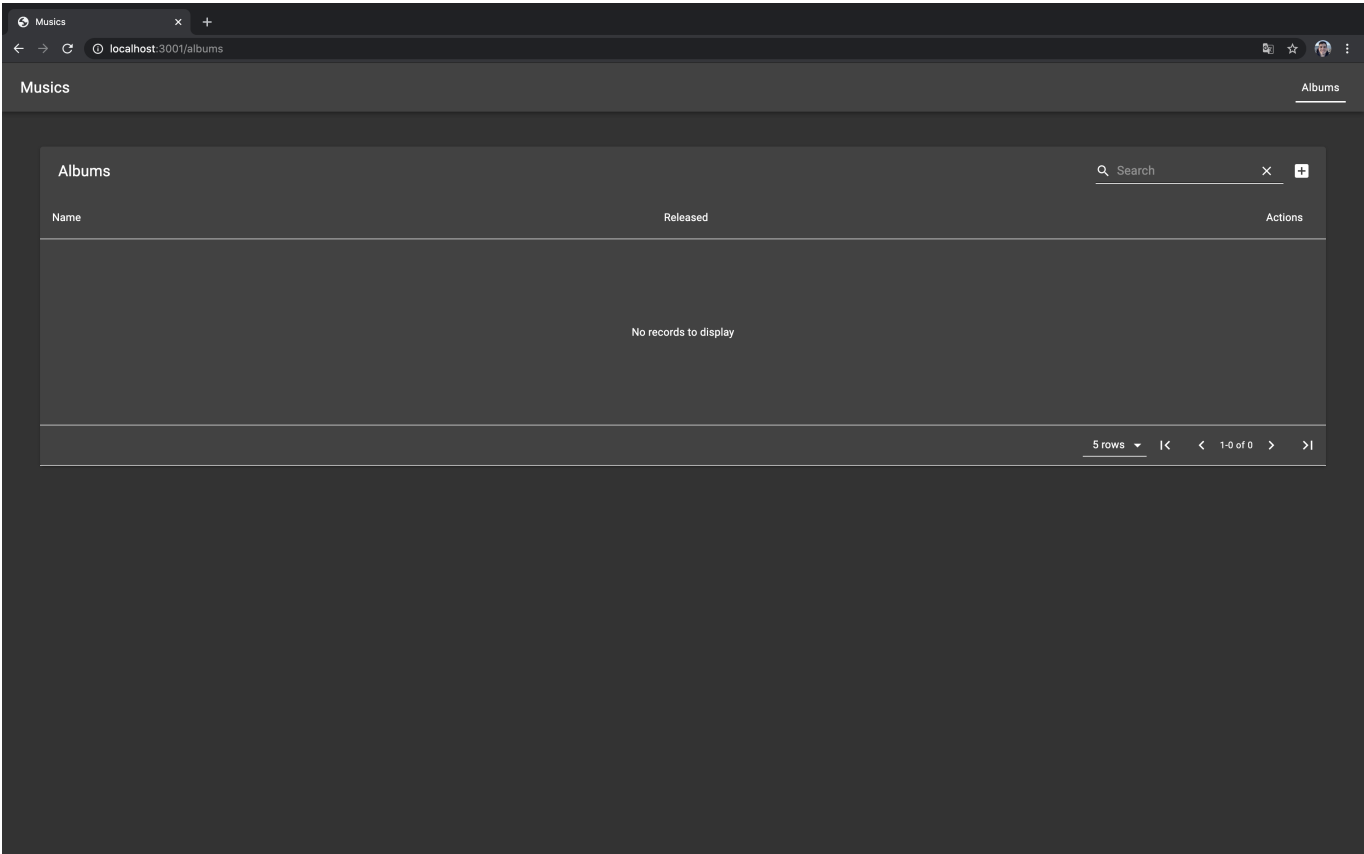 Musics
localhost:3001/albums
Musics
Albums
Albums
Search
Name Released Actions
No records to display
5 rows 1-0 of 0